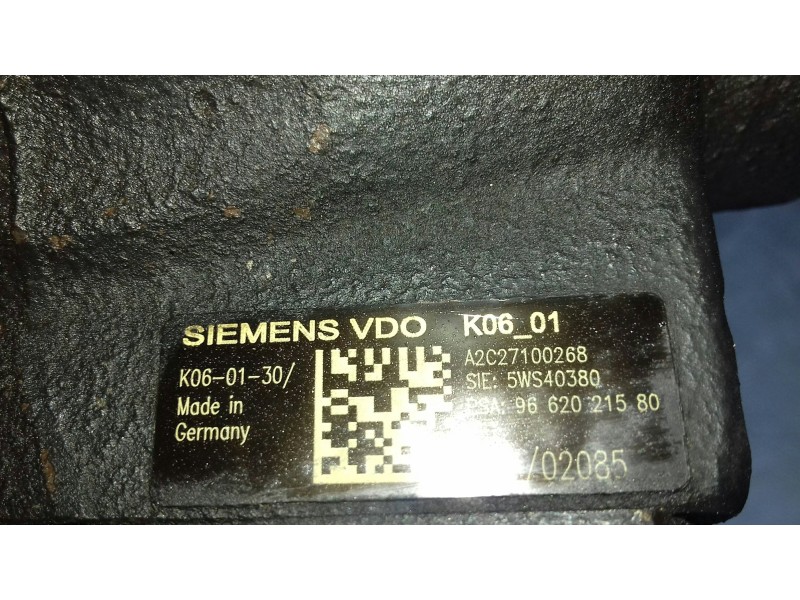 SIEMENS VDO K06_01
A2C27100268
K06-01-30/
SIE: 5WS40380
Made in
PSA: 96 620 215 80
Germany
/02085